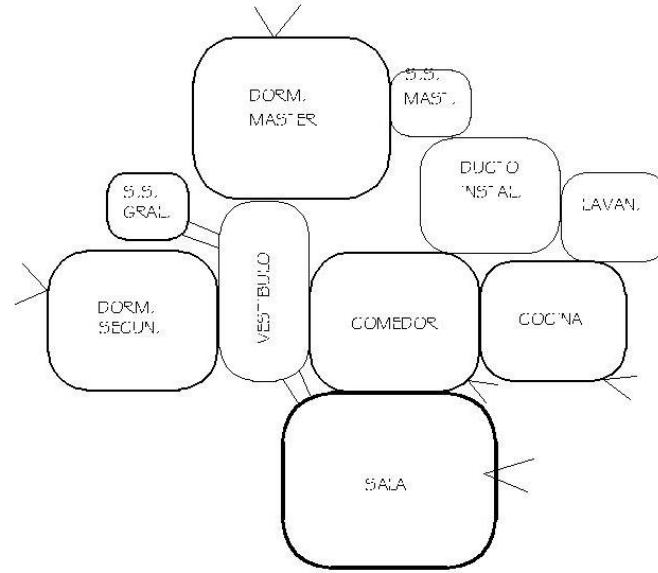 DORM.
MASTER
S.S.
MAST.
DUCTO
INSTAL.
S.S.
GRAL.
LAVAN.
VESTIBULO
DORM.
SECUN.
COMEDOR
COCINA
SALA